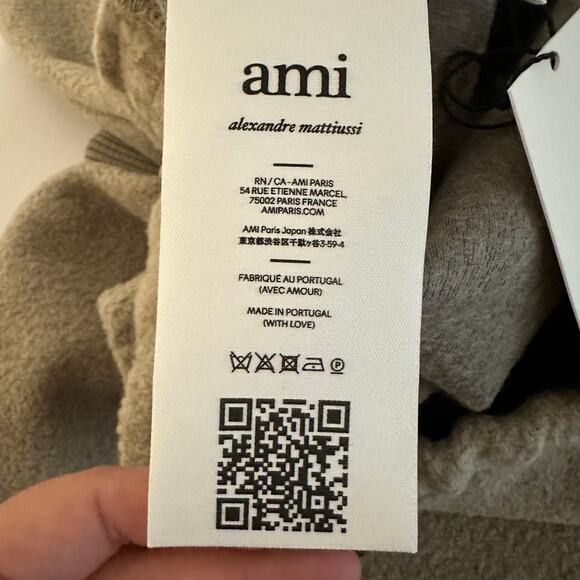 ami
alexandre mattiussi
RN / CA - AMI PARIS
54 RUE ETIENNE MARCEL,
75002 PARIS FRANCE
AMIPARIS.COM
AMI Paris Japan 株式会社
東京都渋谷区千駄ヶ谷3-59-4
FABRIQUÉ AU PORTUGAL
(AVEC AMOUR)
MADE IN PORTUGAL
(WITH LOVE)
P